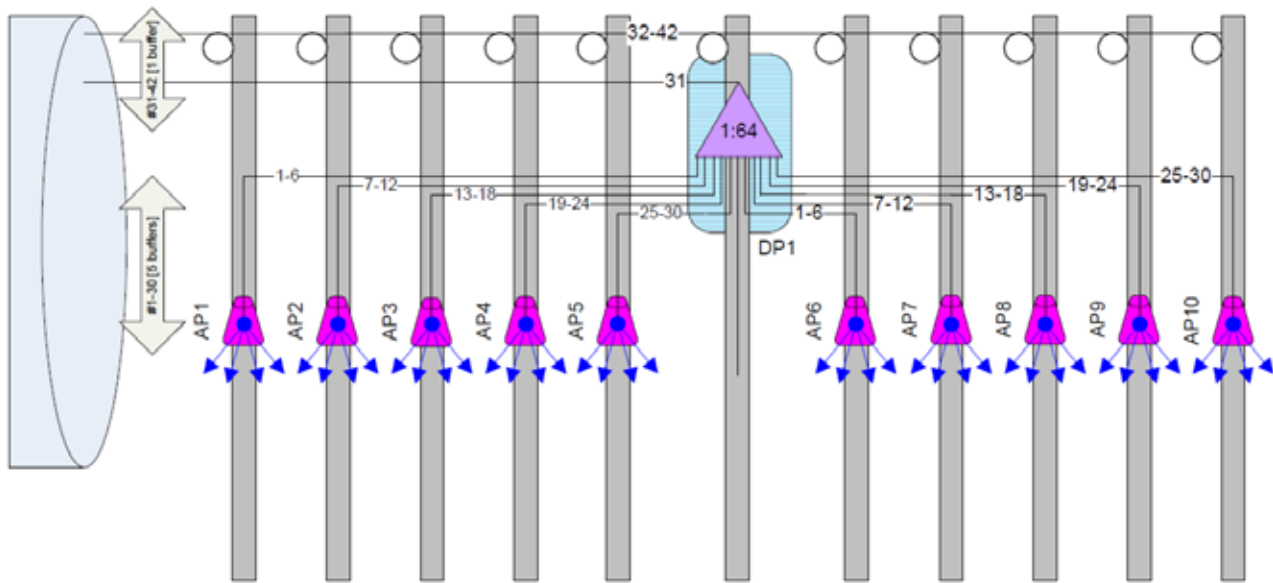 #31-42 [1 buffer]
32-42
31
1:64
1-6
7-12
13-18
19-24
25-30
1-6
7-12
13-18
19-24
25-30
DP1
#1-30 [5 buffers]
AP1
AP2
AP3
AP4
AP5
AP6
AP7
AP8
AP9
AP10